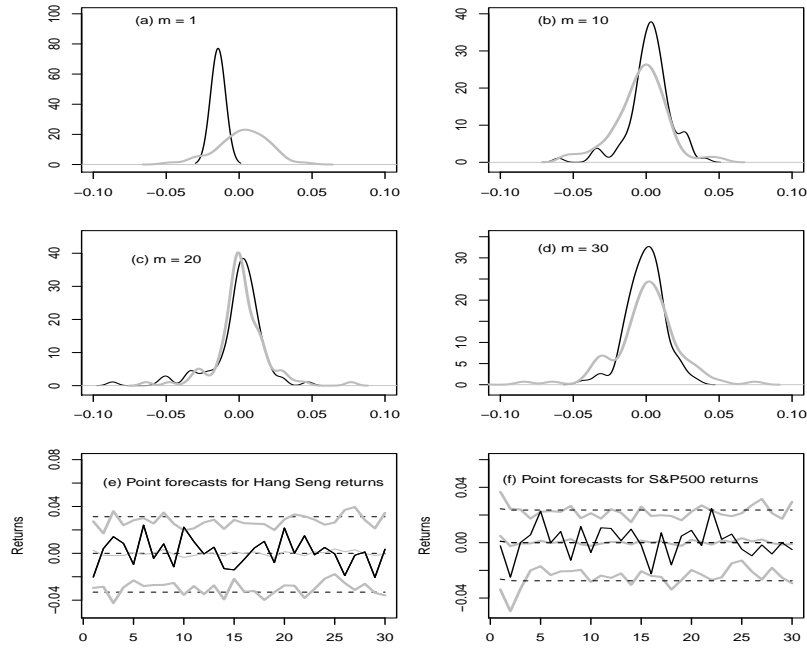 (a) m = 1
0 20 40 60 80 100
−0.10 −0.05 0.00 0.05 0.10
(b) m = 10
0 10 20 30 40
−0.10 −0.05 0.00 0.05 0.10
(c) m = 20
0 10 20 30 40
−0.10 −0.05 0.00 0.05 0.10
(d) m = 30
0 5 10 20 30
−0.10 −0.05 0.00 0.05 0.10
(e) Point forecasts for Hang Seng returns
Returns
−0.04 0.00 0.04 0.08
0 5 10 15 20 25 30
(f) Point forecasts for S&P500 returns
Returns
−0.04 0.00 0.04
0 5 10 15 20 25 30